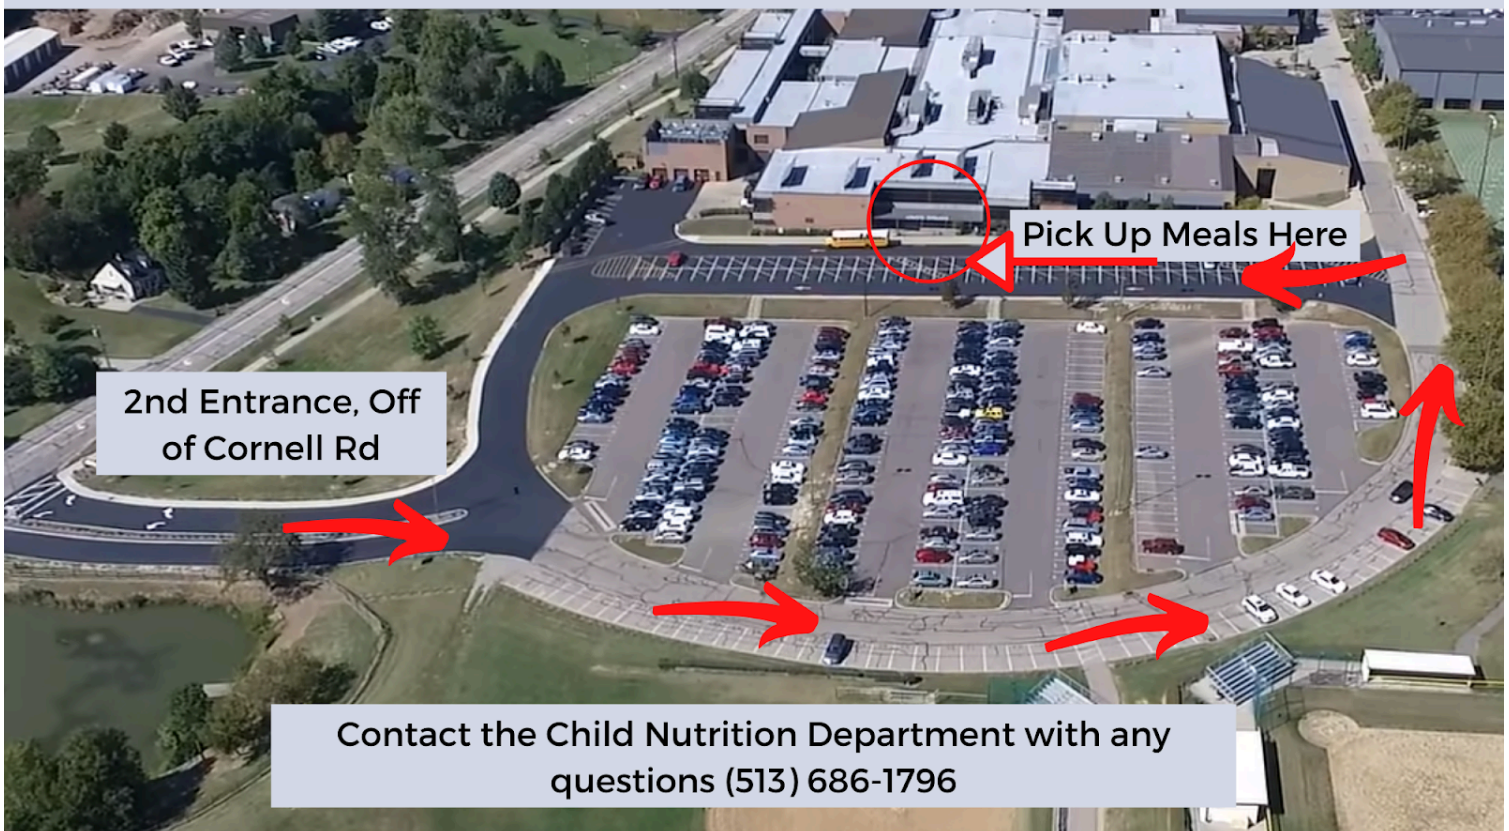 Pick Up Meals Here
2nd Entrance, Off
of Cornell Rd
Contact the Child Nutrition Department with any
questions (513) 686-1796